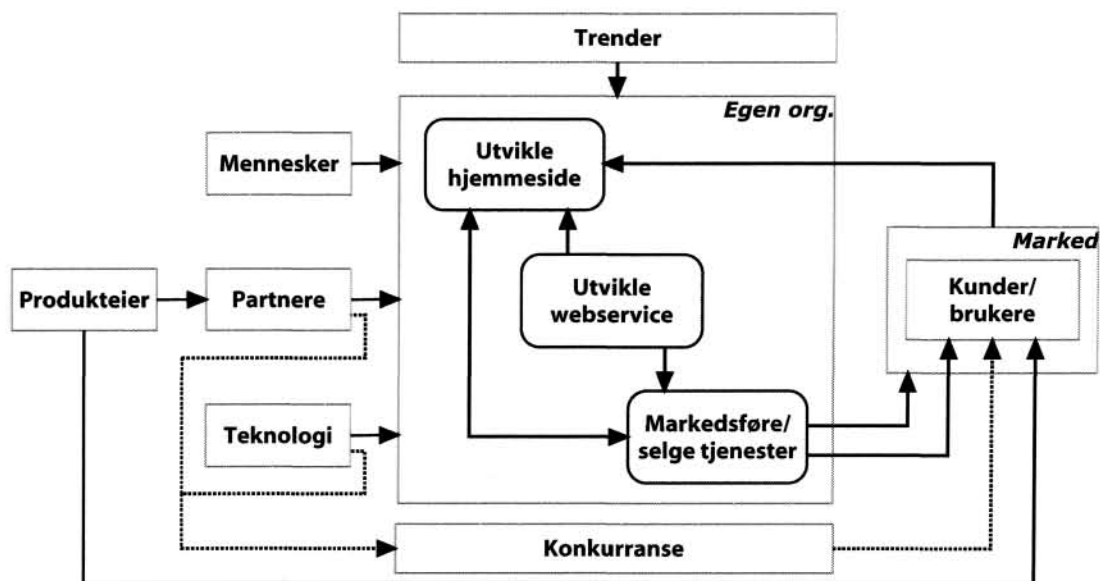 Trender
Egen org.
Mennesker
Utvikle
hjemmeside
Marked
Produkteier
Partnere
Utvikle
webservice
Kunder/
brukere
Teknologi
Markedsføre/
selge tjenester
Konkurranse